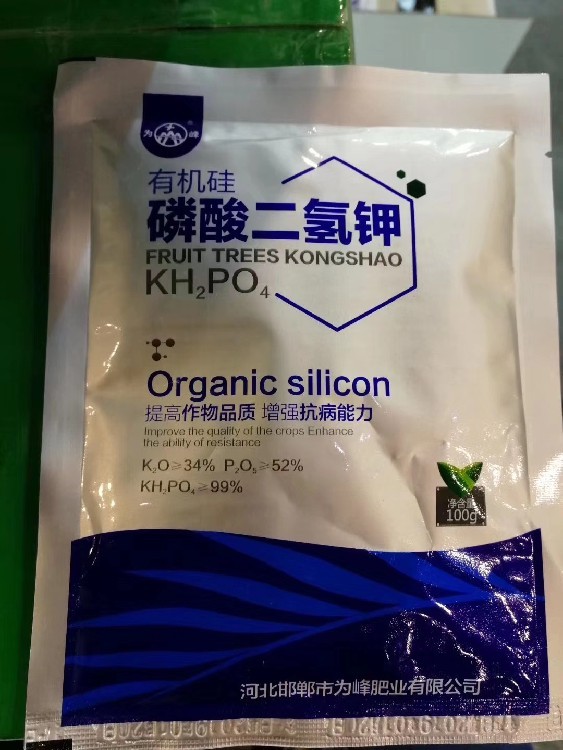 为 峰
有机硅
磷酸二氢钾
FRUIT TREES KONGSHAO
KH₂PO₄
Organic silicon
提高作物品质 增强抗病能力
Improve the quality of the crops Enhance
the ability of resistance
K₂O≥34% P₂O₅≥52%
KH₂PO₄≥99%
净含量
100g
河北邯郸市为峰肥业有限公司